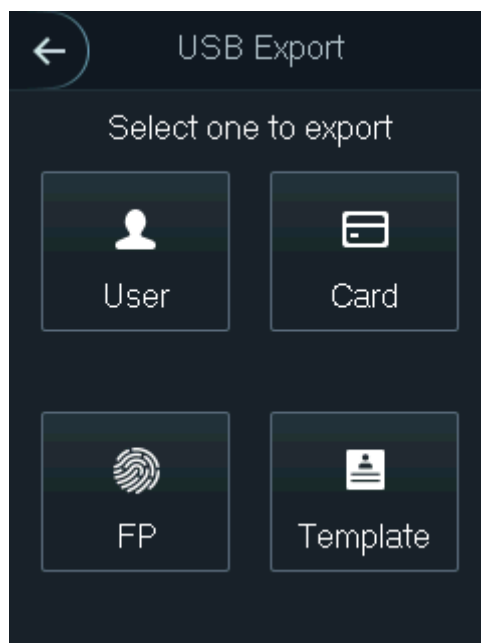 USB Export
Select one to export
User
Card
FP
Template